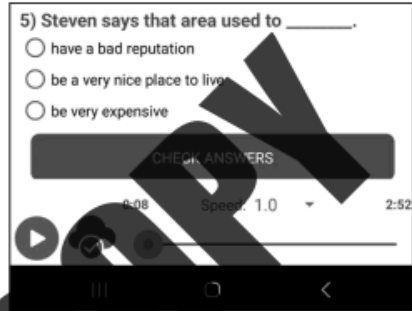 5) Steven says that area used to _______.
have a bad reputation
be a very nice place to live
be very expensive
CHECK ANSWERS
0:08 Speed: 1.0 2:52
COPY